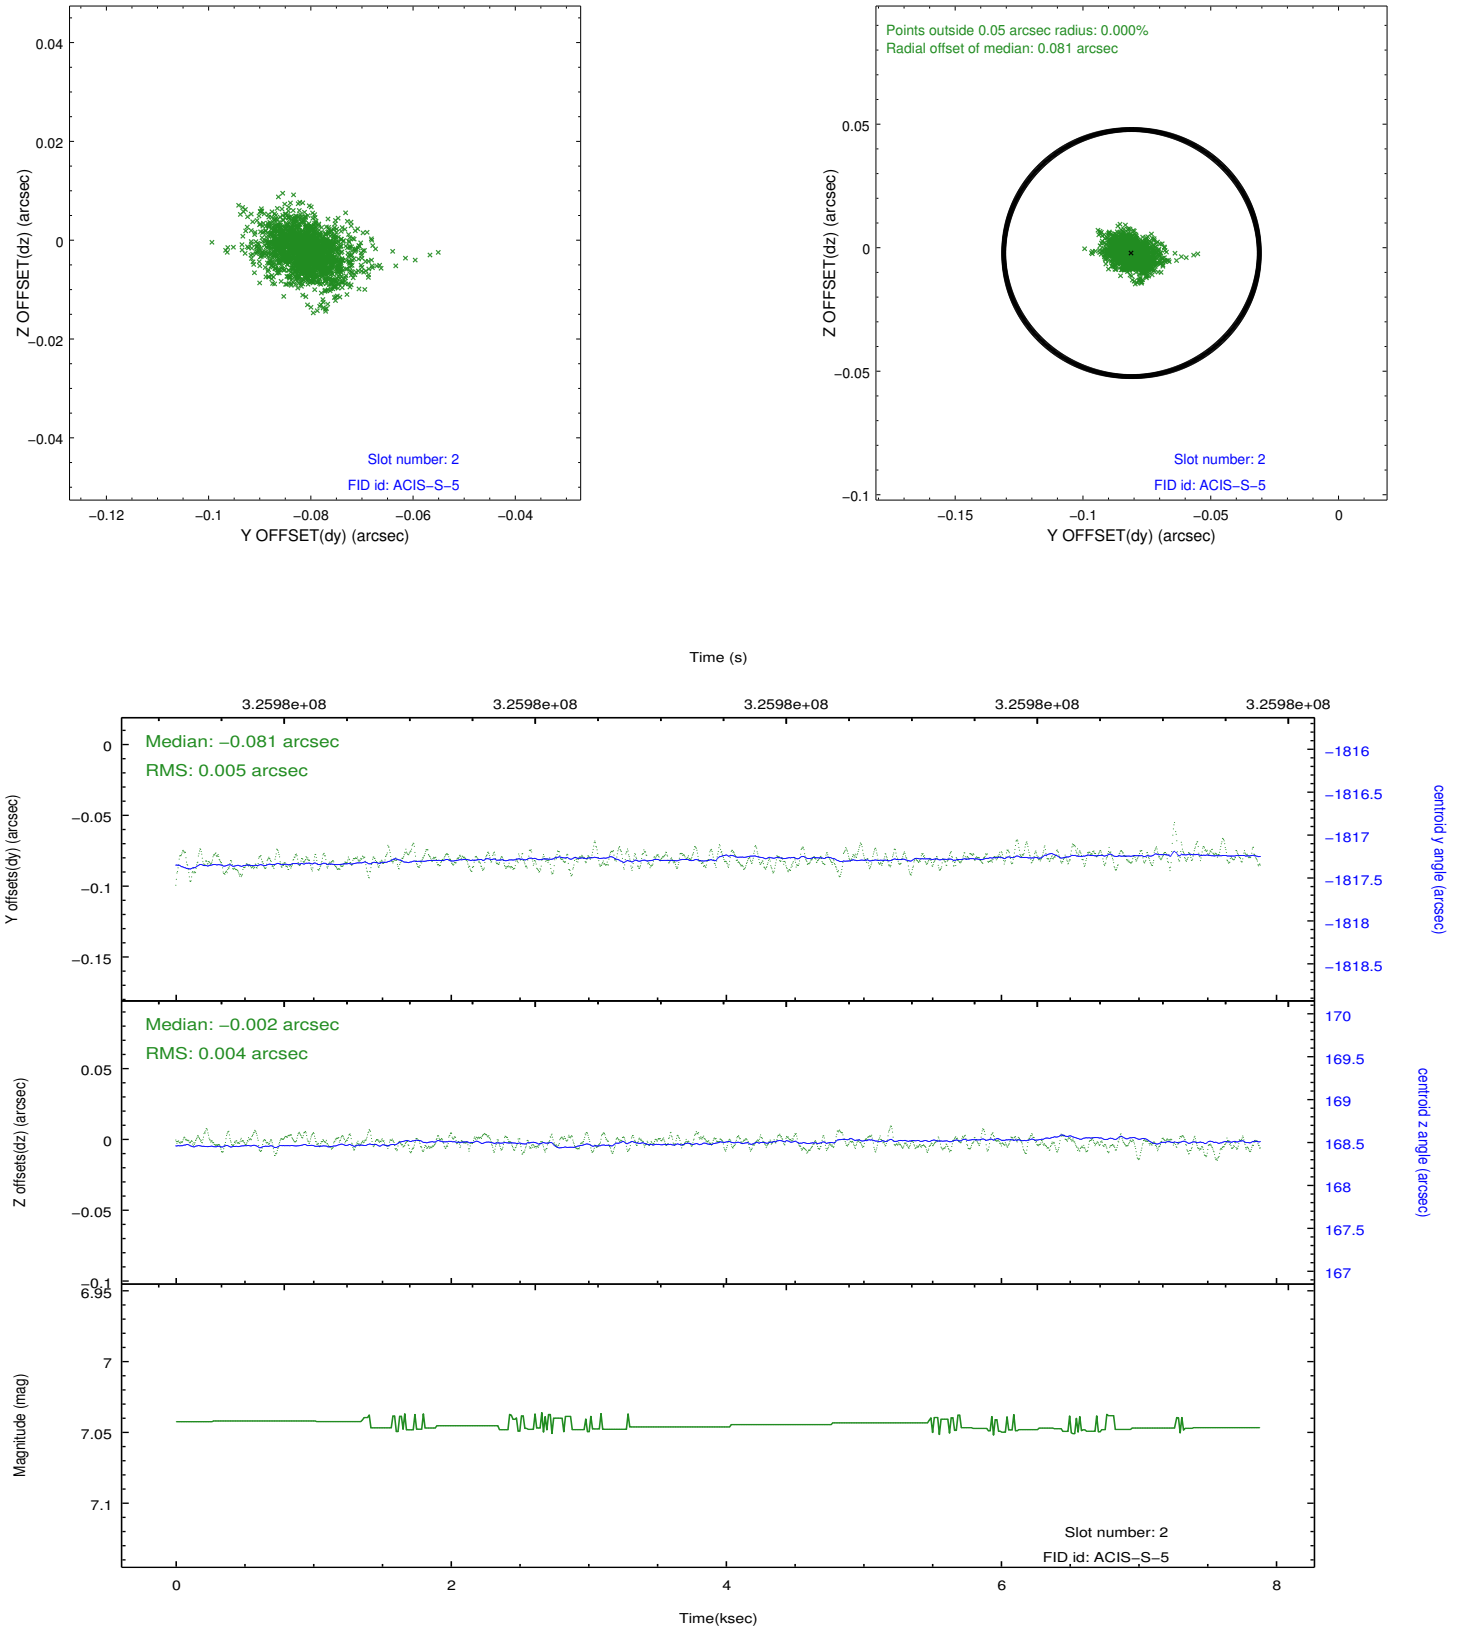 0.04
0.02
0
−0.02
−0.04
Z OFFSET(dz) (arcsec)
Slot number: 2
FID id: ACIS−S−5
−0.12
−0.1
−0.08
−0.06
−0.04
Y OFFSET(dy) (arcsec)
Points outside 0.05 arcsec radius: 0.000%
Radial offset of median: 0.081 arcsec
0.05
0
−0.05
−0.1
Z OFFSET(dz) (arcsec)
Slot number: 2
FID id: ACIS−S−5
−0.15
−0.1
−0.05
0
Y OFFSET(dy) (arcsec)
Time (s)
3.2598e+08
3.2598e+08
3.2598e+08
3.2598e+08
3.2598e+08
Median: −0.081 arcsec
RMS: 0.005 arcsec
0
−0.05
−0.1
−0.15
Y offsets(dy) (arcsec)
−1816
−1816.5
−1817
−1817.5
−1818
−1818.5
centroid y angle (arcsec)
Median: −0.002 arcsec
RMS: 0.004 arcsec
0.05
0
−0.05
−0.1
Z offsets(dz) (arcsec)
170
169.5
169
168.5
168
167.5
167
centroid z angle (arcsec)
6.95
7
7.05
7.1
Magnitude (mag)
Slot number: 2
FID id: ACIS−S−5
0
2
4
6
8
Time(ksec)